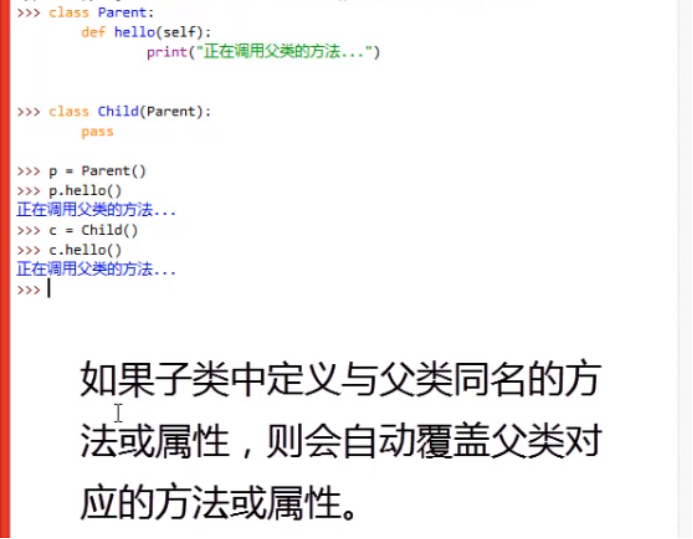 >>> class Parent:
        def hello(self):
                print("正在调用父类的方法...")
>>> class Child(Parent):
        pass
>>> p = Parent()
>>> p.hello()
正在调用父类的方法...
>>> c = Child()
>>> c.hello()
正在调用父类的方法...
>>>
如果子类中定义与父类同名的方
法或属性，则会自动覆盖父类对
应的方法或属性。